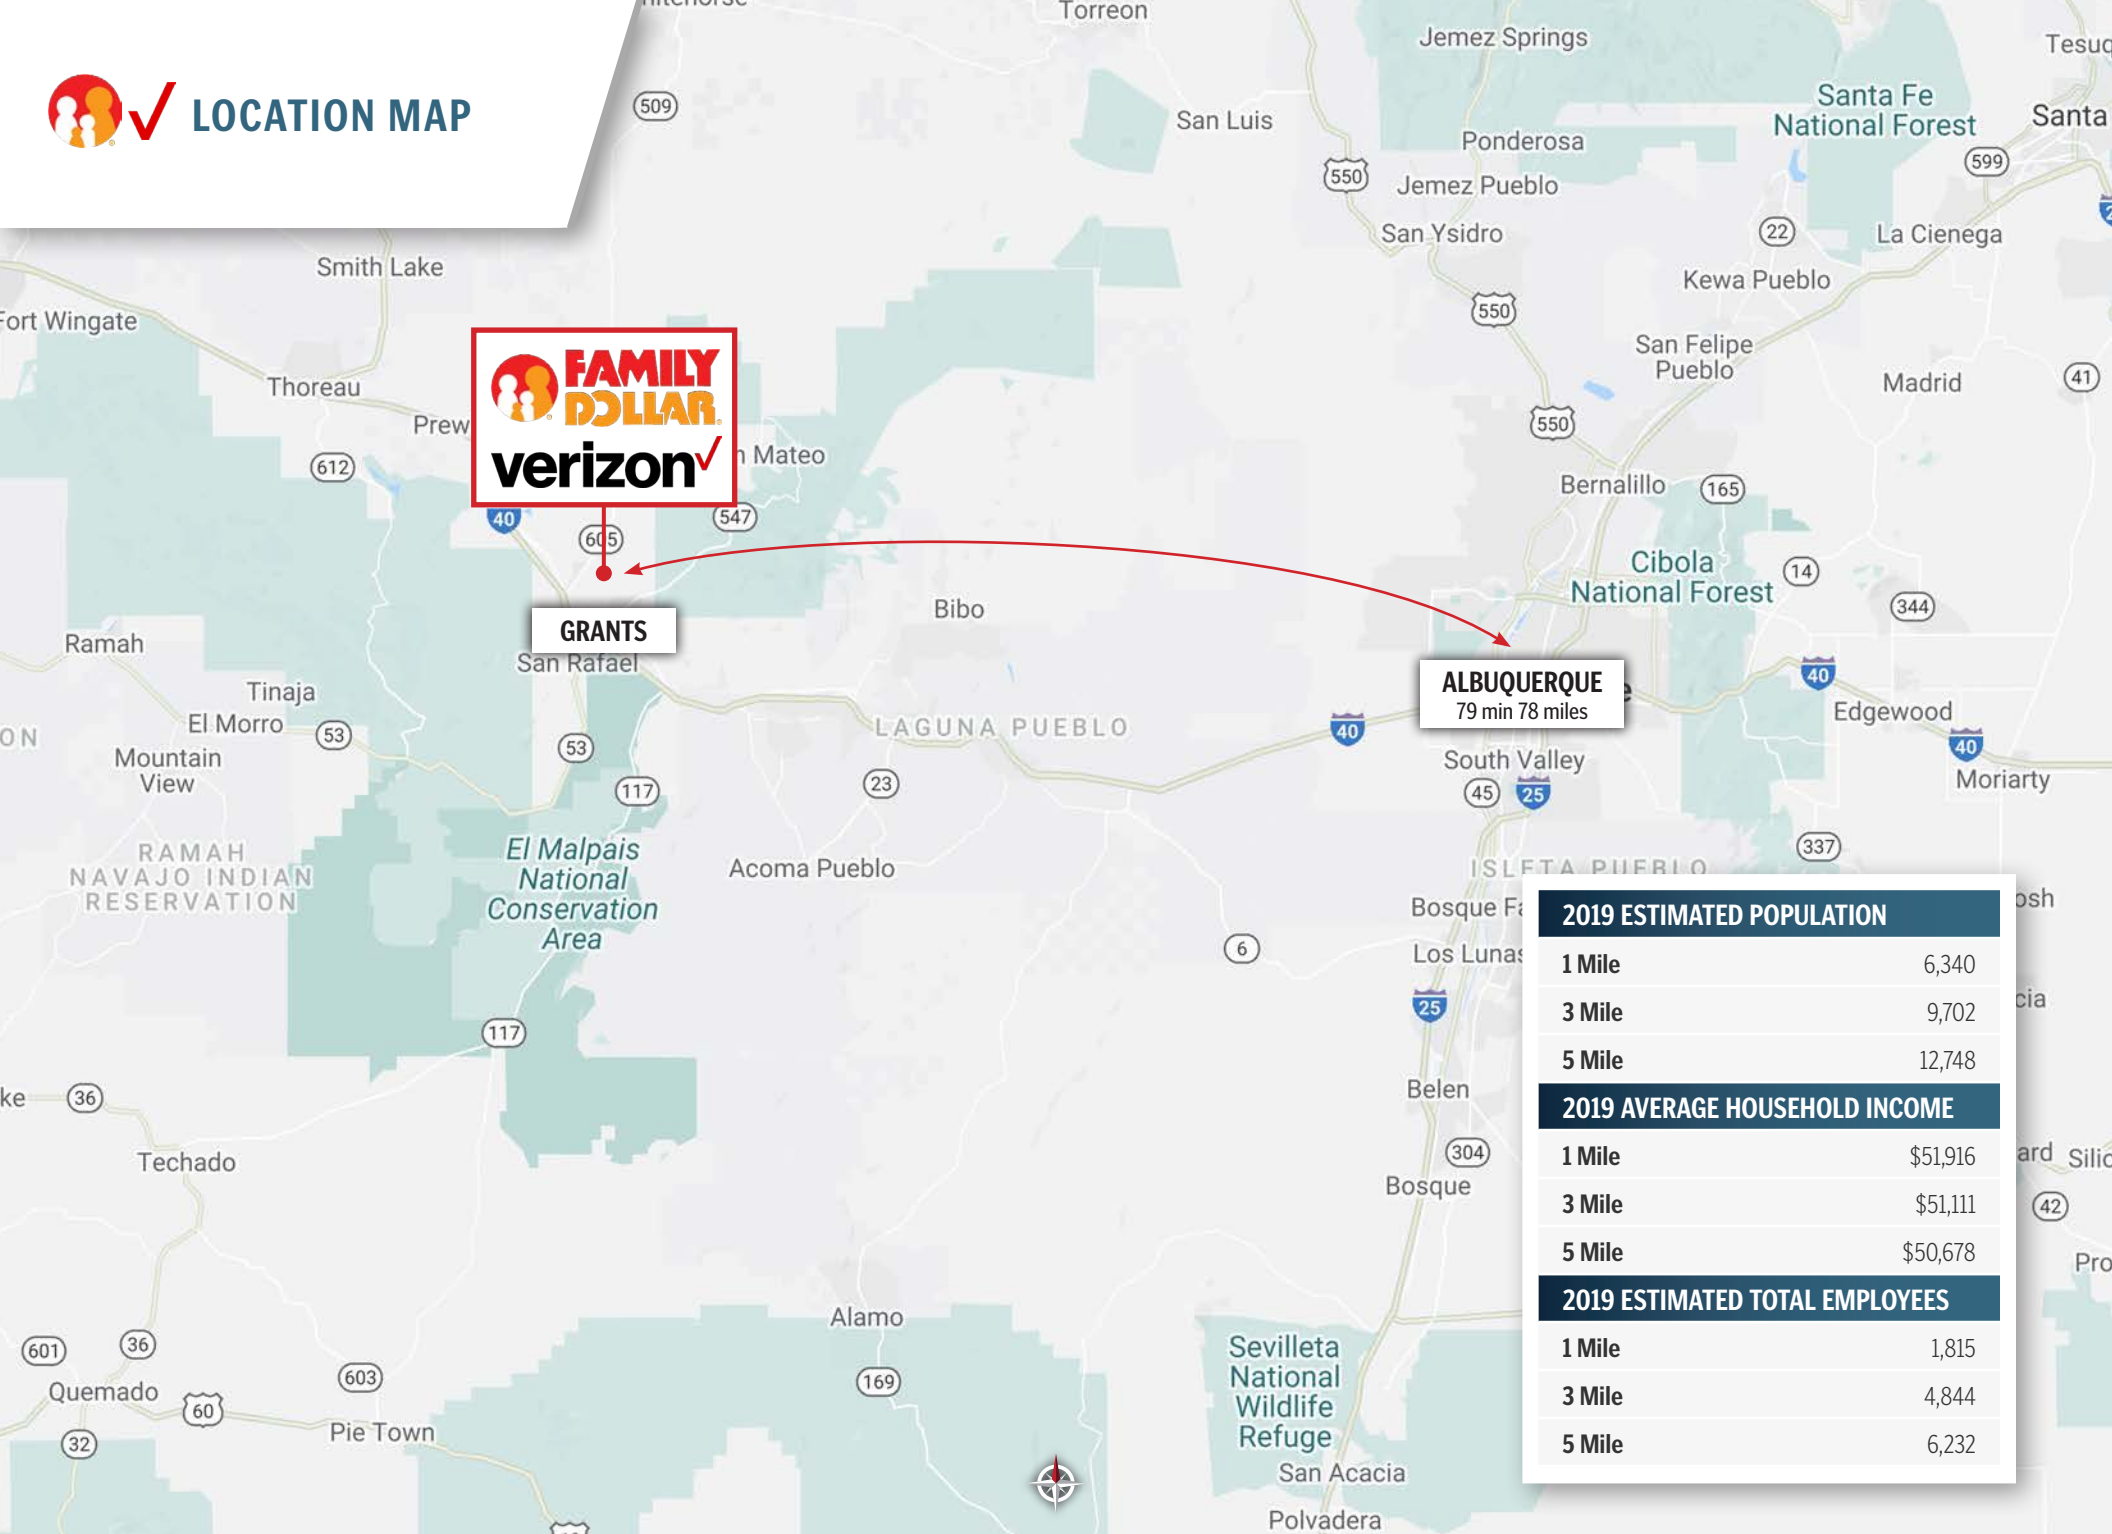 Torreon
Jemez Springs
LOCATION MAP
509
San Luis
Santa Fe
National Forest
Santa
Ponderosa
599
550
Jemez Pueblo
San Ysidro
22
La Cienega
Smith Lake
Kewa Pueblo
Fort Wingate
550
San Felipe
Pueblo
Thoreau
FAMILY
DOLLAR
Madrid
41
550
verizon
Mateo
612
Bernalillo
165
40
547
605
Cibola
National Forest
14
Bibo
344
GRANTS
Ramah
San Rafael
ALBUQUERQUE
79 min 78 miles
40
Tinaja
El Morro
53
LAGUNA PUEBLO
40
Edgewood
53
40
Mountain
View
South Valley
Moriarty
117
23
45
25
RAMAH
NAVAJO INDIAN
RESERVATION
El Malpais
National
Conservation
Area
Acoma Pueblo
337
ISLETA PUEBLO
Bosque
6
Los Lunas
25
117
Belen
36
304
Techado
Bosque
42
Alamo
601
36
603
169
Sevilleta
National
Wildlife
Refuge
Quemado
60
Pie Town
32
San Acacia
Polvadera
2019 ESTIMATED POPULATION
1 Mile 6,340
3 Mile 9,702
5 Mile 12,748
2019 AVERAGE HOUSEHOLD INCOME
1 Mile $51,916
3 Mile $51,111
5 Mile $50,678
2019 ESTIMATED TOTAL EMPLOYEES
1 Mile 1,815
3 Mile 4,844
5 Mile 6,232